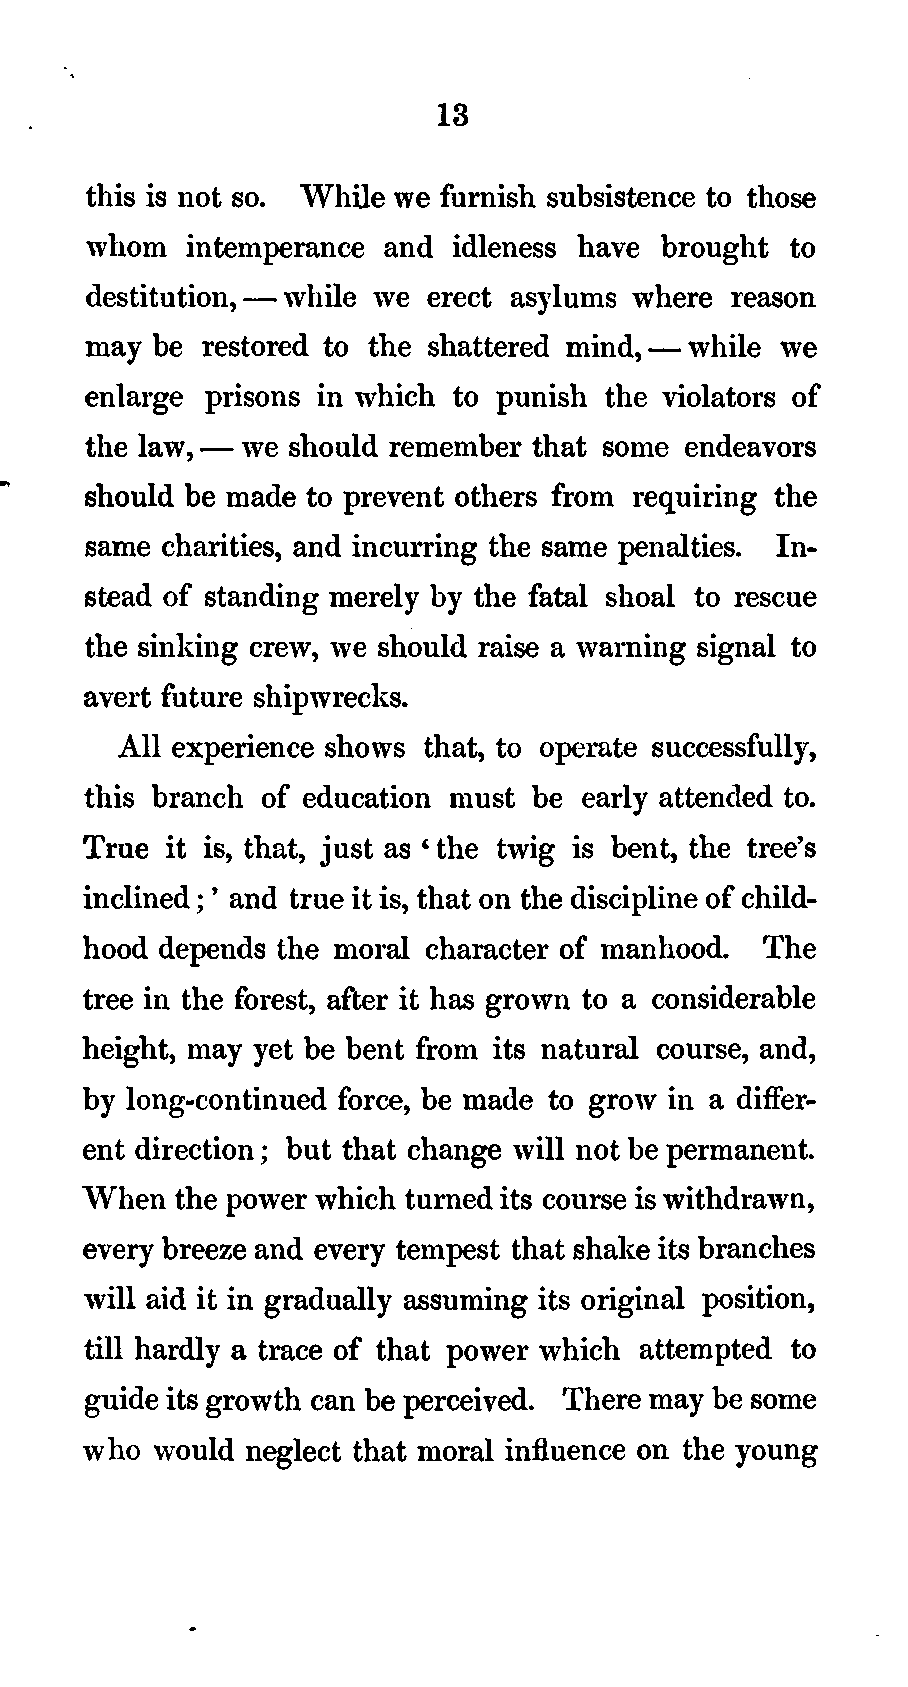 13
this is not so. While we furnish subsistence to those
whom intemperance and idleness have brought to
destitution, — while we erect asylums where reason
may be restored to the shattered mind, — while we
enlarge prisons in which to punish the violators of
the law, — we should remember that some endeavors
should be made to prevent others from requiring the
same charities, and incurring the same penalties. In-
stead of standing merely by the fatal shoal to rescue
the sinking crew, we should raise a warning signal to
avert future shipwrecks.
All experience shows that, to operate successfully,
this branch of education must be early attended to.
True it is, that, just as ‘ the twig is bent, the tree’s
inclined ; ’ and true it is, that on the discipline of child-
hood depends the moral character of manhood. The
tree in the forest, after it has grown to a considerable
height, may yet be bent from its natural course, and,
by long-continued force, be made to grow in a differ-
ent direction ; but that change will not be permanent.
When the power which turned its course is withdrawn,
every breeze and every tempest that shake its branches
will aid it in gradually assuming its original position,
till hardly a trace of that power which attempted to
guide its growth can be perceived. There may be some
who would neglect that moral influence on the young